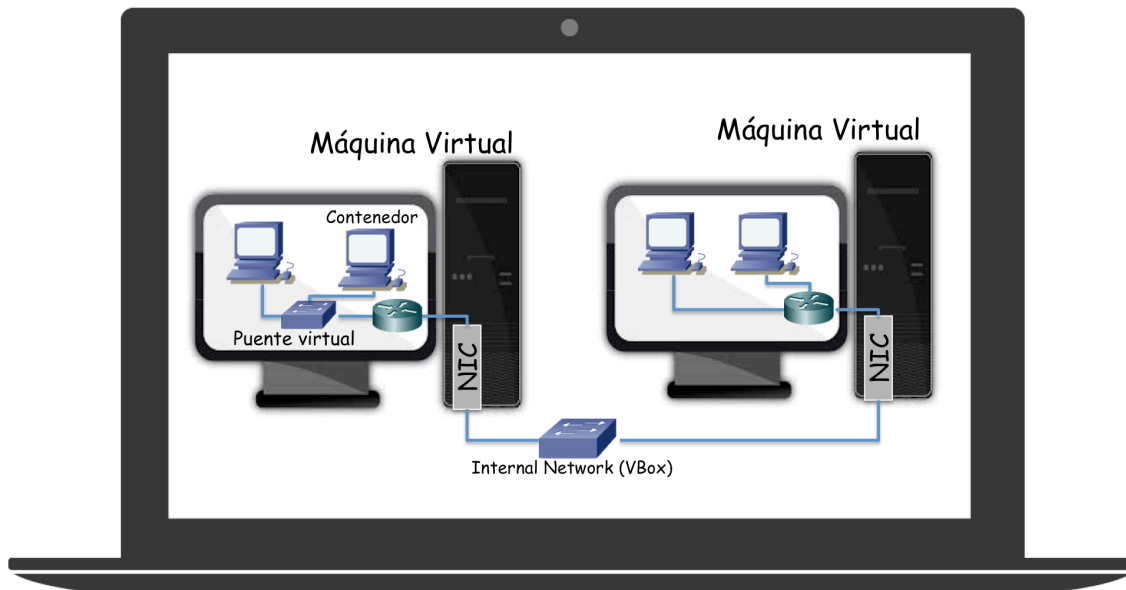 Máquina Virtual
Máquina Virtual
Contenedor
Puente virtual
NIC
NIC
Internal Network (VBox)